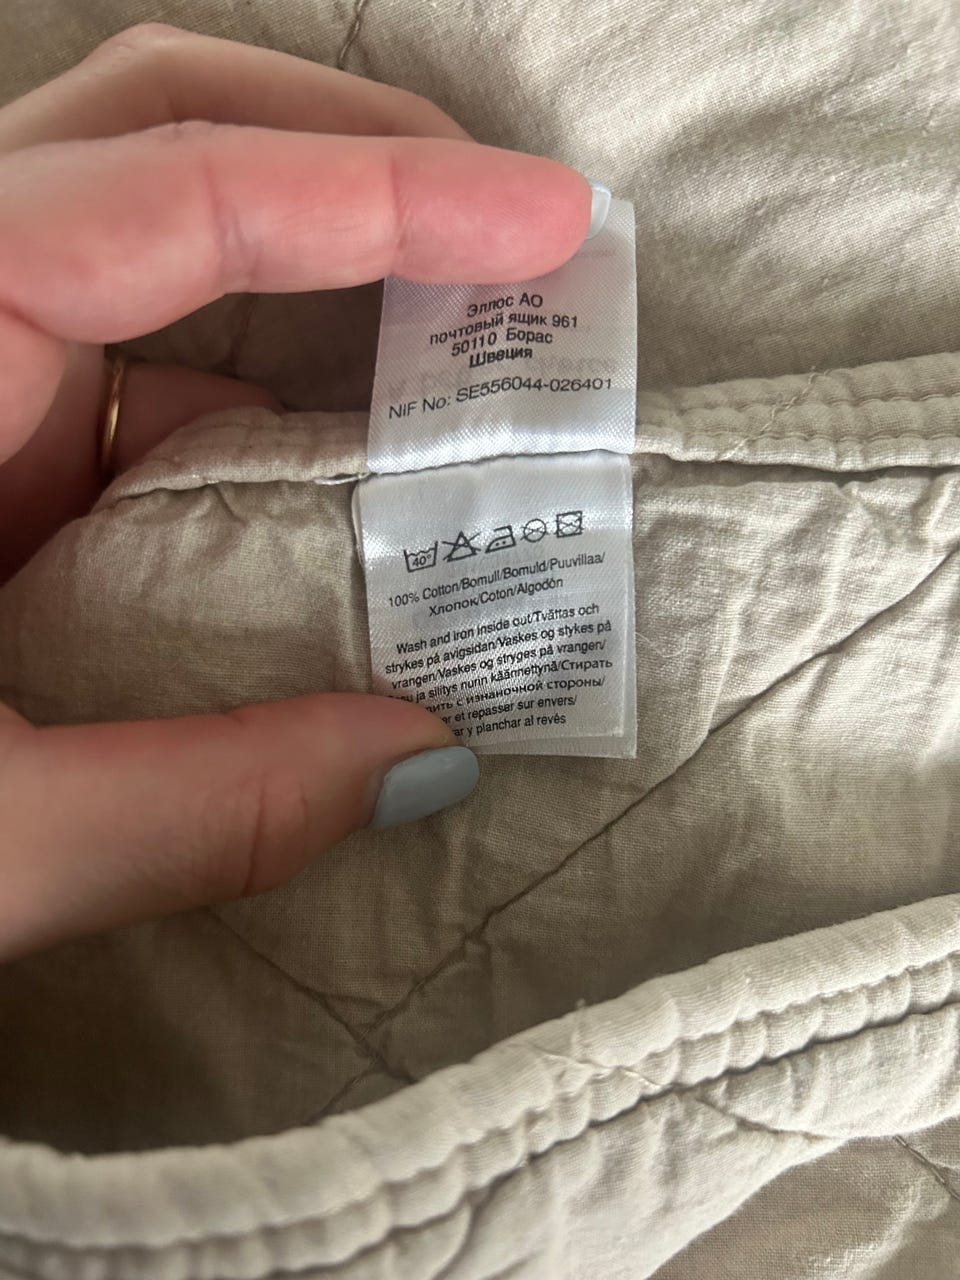 Эллос АО
почтовый ящик 961
50110 Борас
Швеция
NIF No: SE556044-026401
40°
100% Cotton/Bomull/Bomuld/Puuvillaa/
Хлопок/Coton/Algodón
Wash and iron inside out/Tvättas och
strykes på avigsidan/Vaskes og stykes på
vrangen/Vaskes og stryges på vrangen/
ja silitys nurin käännettynä/Стирать
с изнаночной стороны/
et repasser sur envers/
y planchar al revés